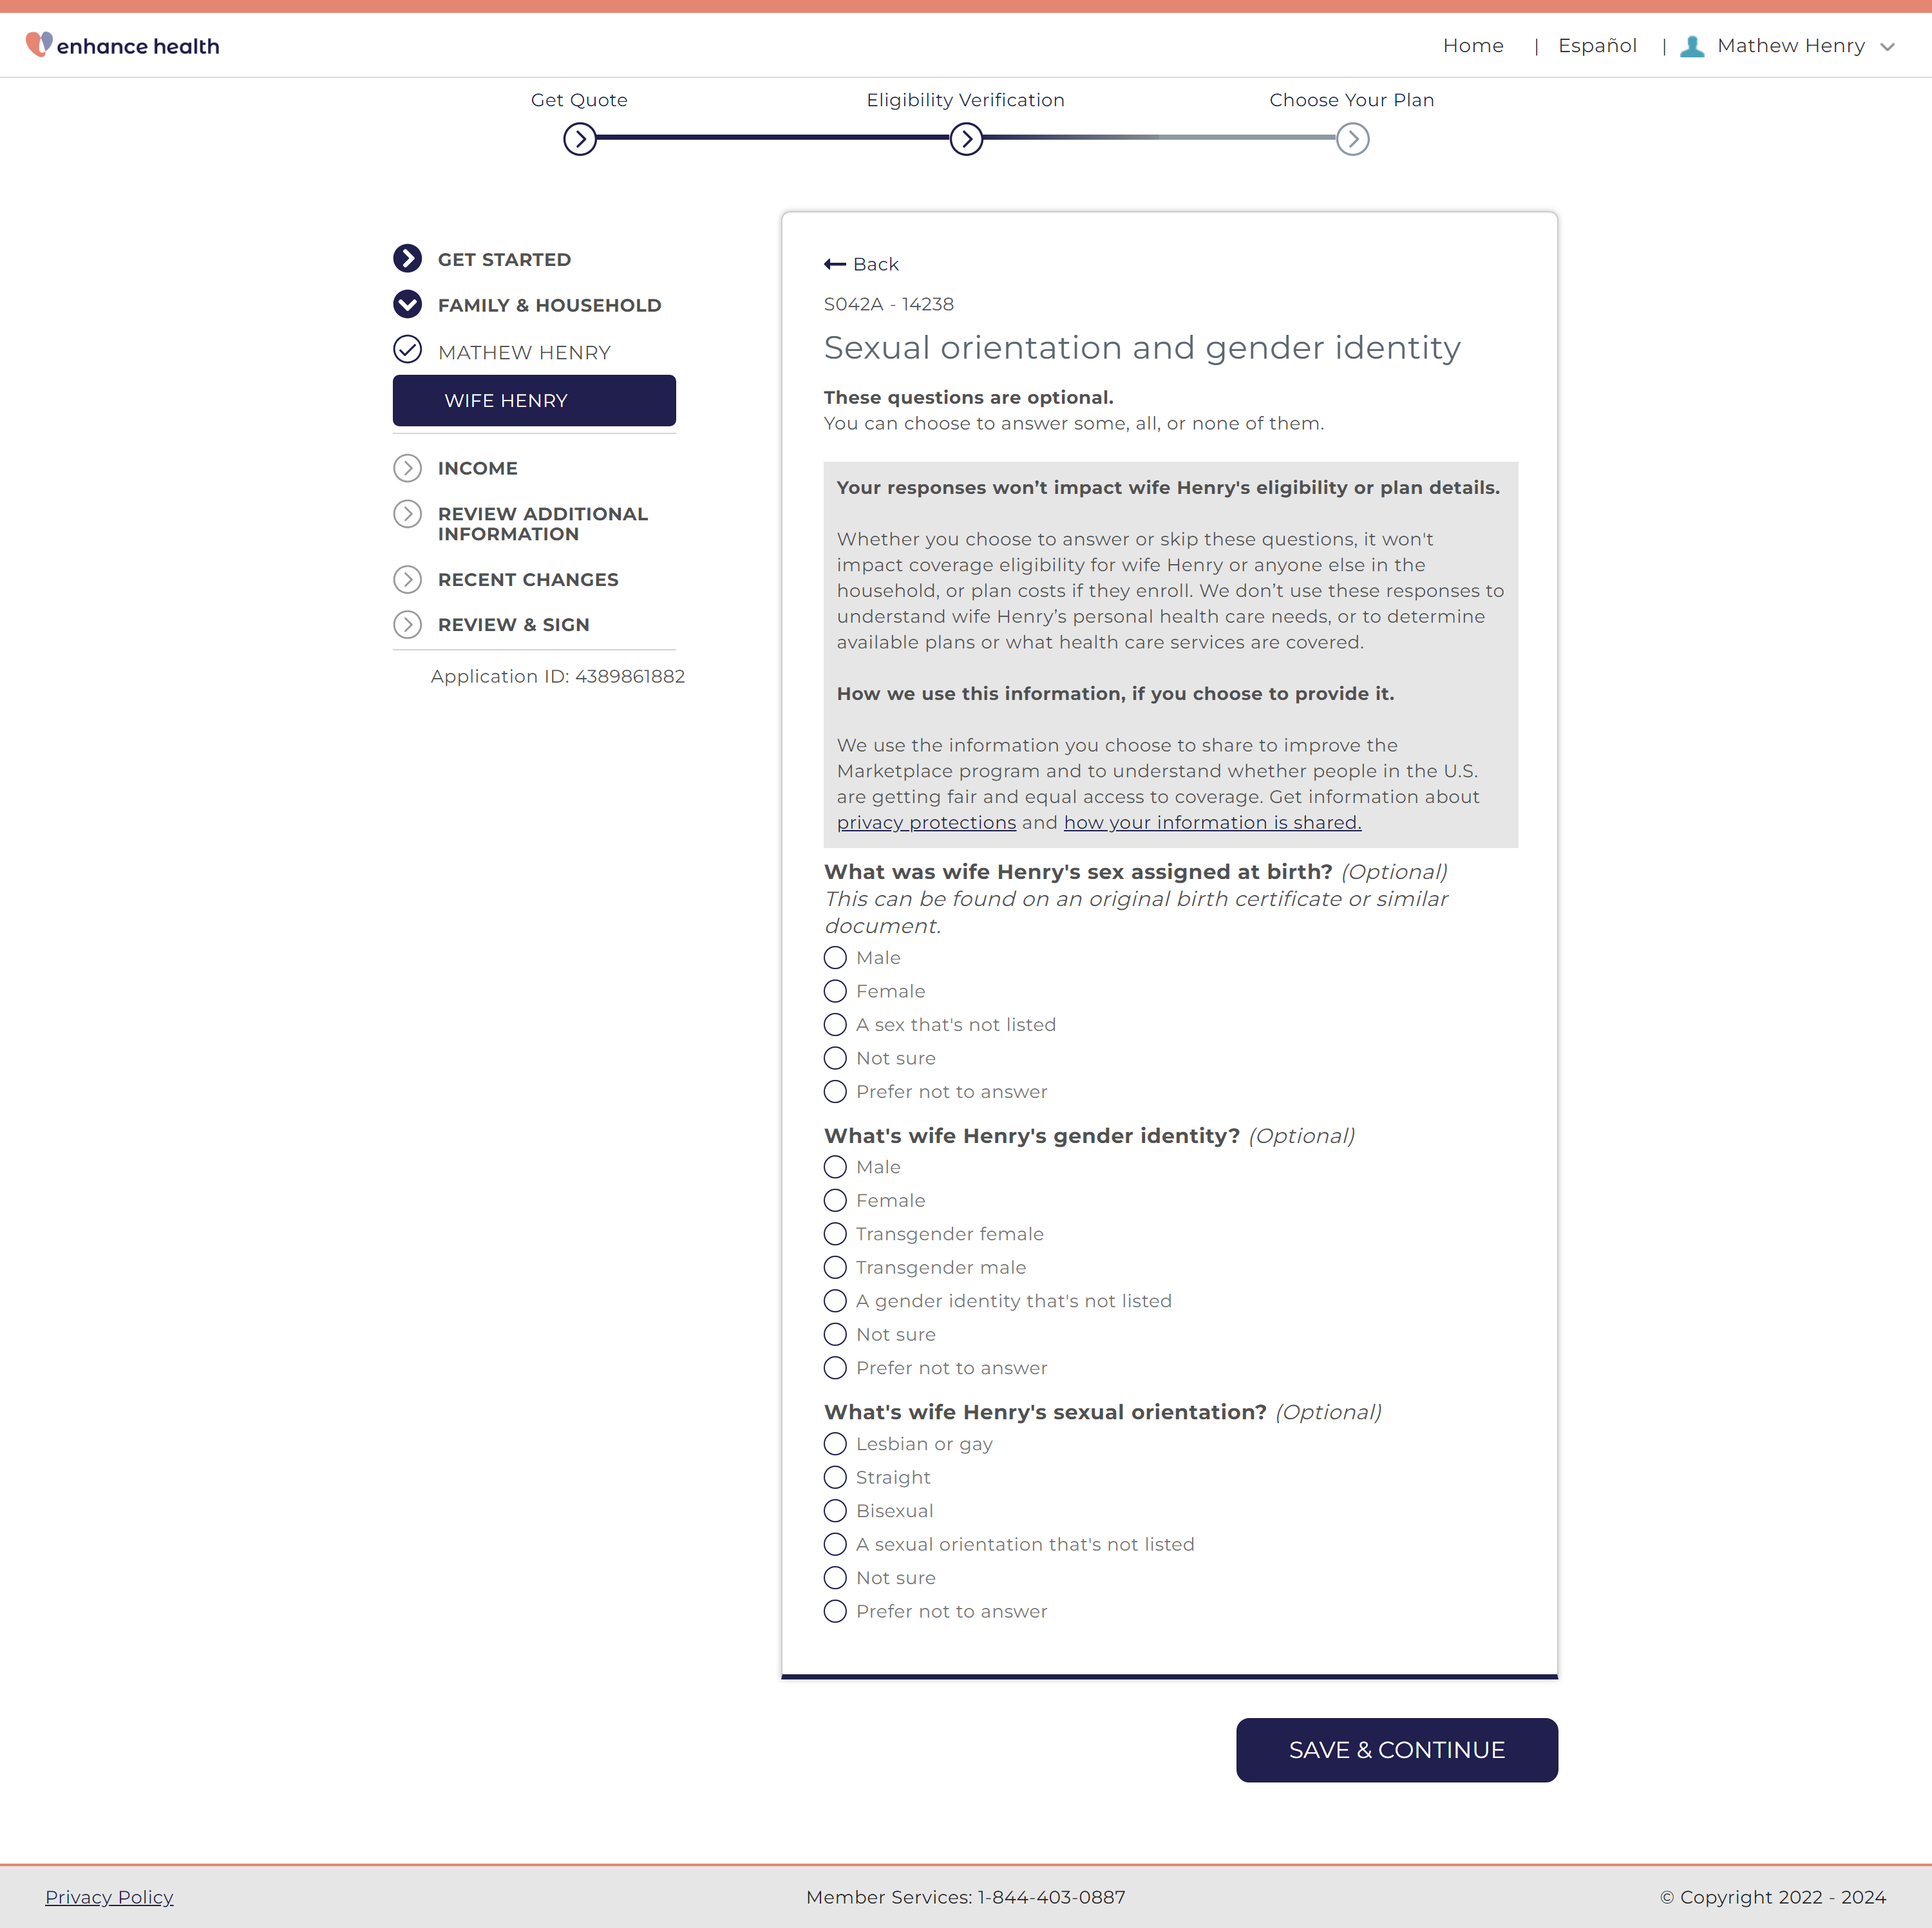 enhance health
Home | Español | Mathew Henry
Get Quote
Eligibility Verification
Choose Your Plan
GET STARTED
FAMILY & HOUSEHOLD
MATHEW HENRY
WIFE HENRY
INCOME
REVIEW ADDITIONAL
INFORMATION
RECENT CHANGES
REVIEW & SIGN
Application ID: 4389861882
Back
S042A - 14238
Sexual orientation and gender identity
These questions are optional.
You can choose to answer some, all, or none of them.
Your responses won’t impact wife Henry's eligibility or plan details.
Whether you choose to answer or skip these questions, it won't
impact coverage eligibility for wife Henry or anyone else in the
household, or plan costs if they enroll. We don’t use these responses to
understand wife Henry’s personal health care needs, or to determine
available plans or what health care services are covered.
How we use this information, if you choose to provide it.
We use the information you choose to share to improve the
Marketplace program and to understand whether people in the U.S.
are getting fair and equal access to coverage. Get information about
privacy protections and how your information is shared.
What was wife Henry's sex assigned at birth? (Optional)
This can be found on an original birth certificate or similar
document.
Male
Female
A sex that's not listed
Not sure
Prefer not to answer
What's wife Henry's gender identity? (Optional)
Male
Female
Transgender female
Transgender male
A gender identity that's not listed
Not sure
Prefer not to answer
What's wife Henry's sexual orientation? (Optional)
Lesbian or gay
Straight
Bisexual
A sexual orientation that's not listed
Not sure
Prefer not to answer
SAVE & CONTINUE
Privacy Policy
Member Services: 1-844-403-0887
© Copyright 2022 - 2024